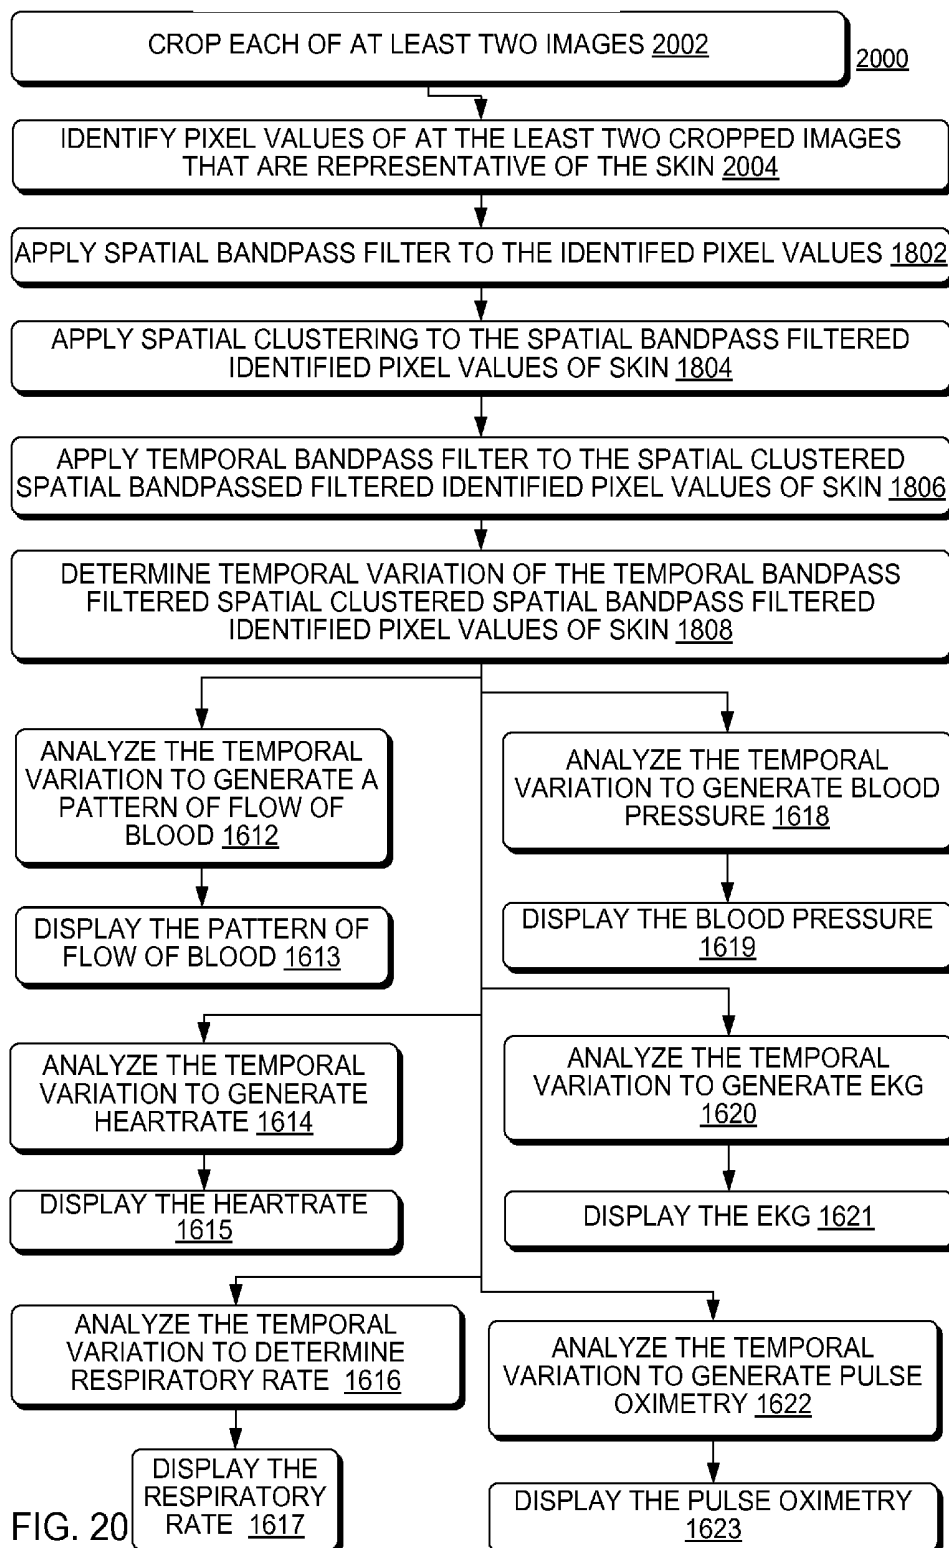 CROP EACH OF AT LEAST TWO IMAGES 2002
2000
IDENTIFY PIXEL VALUES OF AT THE LEAST TWO CROPPED IMAGES
THAT ARE REPRESENTATIVE OF THE SKIN 2004
APPLY SPATIAL BANDPASS FILTER TO THE IDENTIFED PIXEL VALUES 1802
APPLY SPATIAL CLUSTERING TO THE SPATIAL BANDPASS FILTERED
IDENTIFIED PIXEL VALUES OF SKIN 1804
APPLY TEMPORAL BANDPASS FILTER TO THE SPATIAL CLUSTERED
SPATIAL BANDPASSED FILTERED IDENTIFIED PIXEL VALUES OF SKIN 1806
DETERMINE TEMPORAL VARIATION OF THE TEMPORAL BANDPASS
FILTERED SPATIAL CLUSTERED SPATIAL BANDPASS FILTERED
IDENTIFIED PIXEL VALUES OF SKIN 1808
ANALYZE THE TEMPORAL
VARIATION TO GENERATE A
PATTERN OF FLOW OF
BLOOD 1612
ANALYZE THE TEMPORAL
VARIATION TO GENERATE BLOOD
PRESSURE 1618
DISPLAY THE PATTERN OF
FLOW OF BLOOD 1613
DISPLAY THE BLOOD PRESSURE
1619
ANALYZE THE TEMPORAL
VARIATION TO GENERATE
HEARTRATE 1614
ANALYZE THE TEMPORAL
VARIATION TO GENERATE EKG
1620
DISPLAY THE HEARTRATE
1615
DISPLAY THE EKG 1621
ANALYZE THE TEMPORAL
VARIATION TO DETERMINE
RESPIRATORY RATE 1616
ANALYZE THE TEMPORAL
VARIATION TO GENERATE PULSE
OXIMETRY 1622
DISPLAY THE
RESPIRATORY
RATE 1617
DISPLAY THE PULSE OXIMETRY
1623
FIG. 20